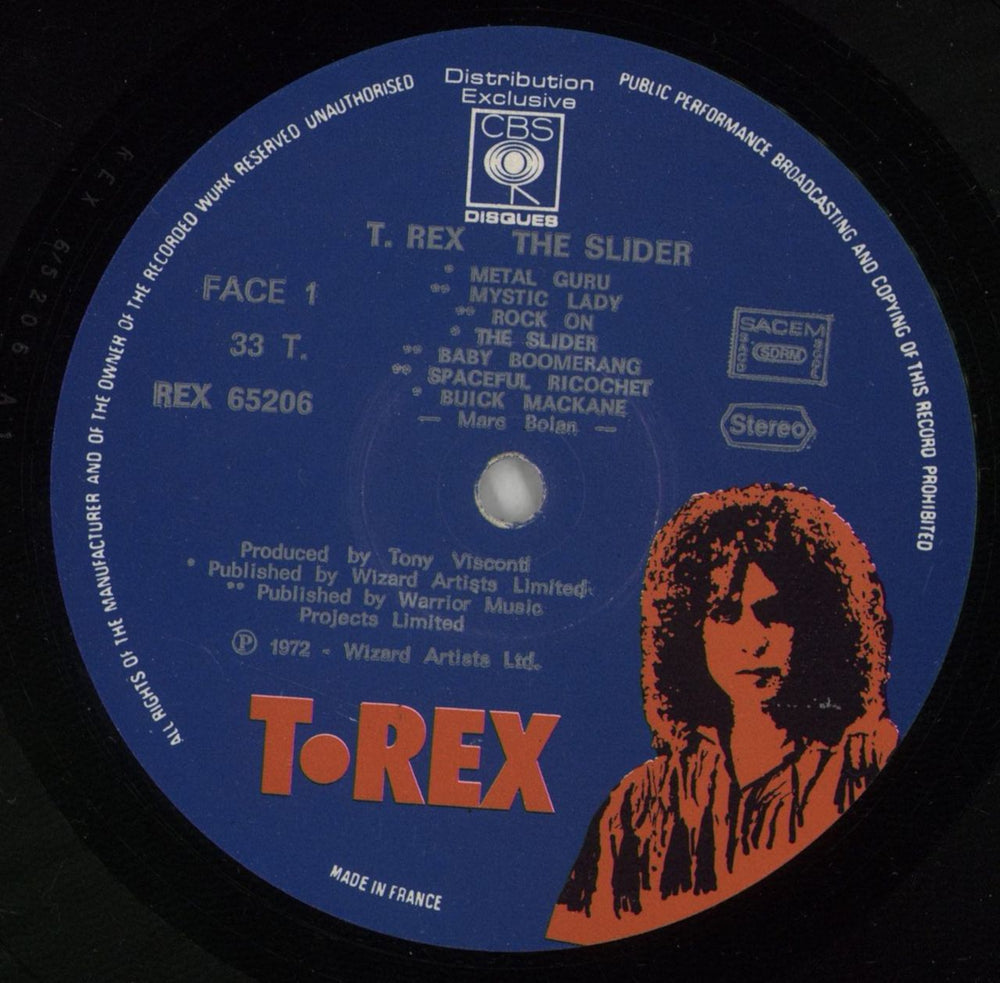 ALL RIGHTS OF THE MANUFACTURER AND OF THE OWNER OF THE RECORDED WORK RESERVED UNAUTHORISED
PUBLIC PERFORMANCE BROADCASTING AND COPYING OF THIS RECORD PROHIBITED
Distribution
Exclusive
CBS
DISQUES
T. REX THE SLIDER
FACE 1
33 T.
REX 65206
* METAL GURU
** MYSTIC LADY
** ROCK ON
* THE SLIDER
** BABY BOOMERANG
** SPACEFUL RICOCHET
* BUICK MACKANE
— Marc Bolan —
SACEM
SDRM
Stereo
Produced by Tony Visconti
* Published by Wizard Artists Limited
** Published by Warrior Music
Projects Limited
Ⓟ 1972 - Wizard Artists Ltd.
T•REX
MADE IN FRANCE
REX 65206 A1